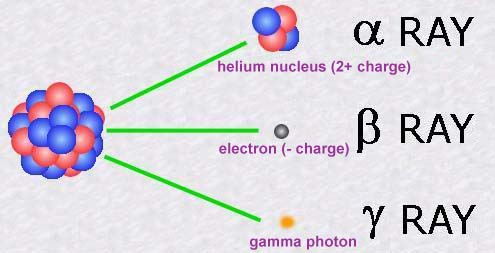 α RAY
helium nucleus (2+ charge)
β RAY
electron (- charge)
γ RAY
gamma photon